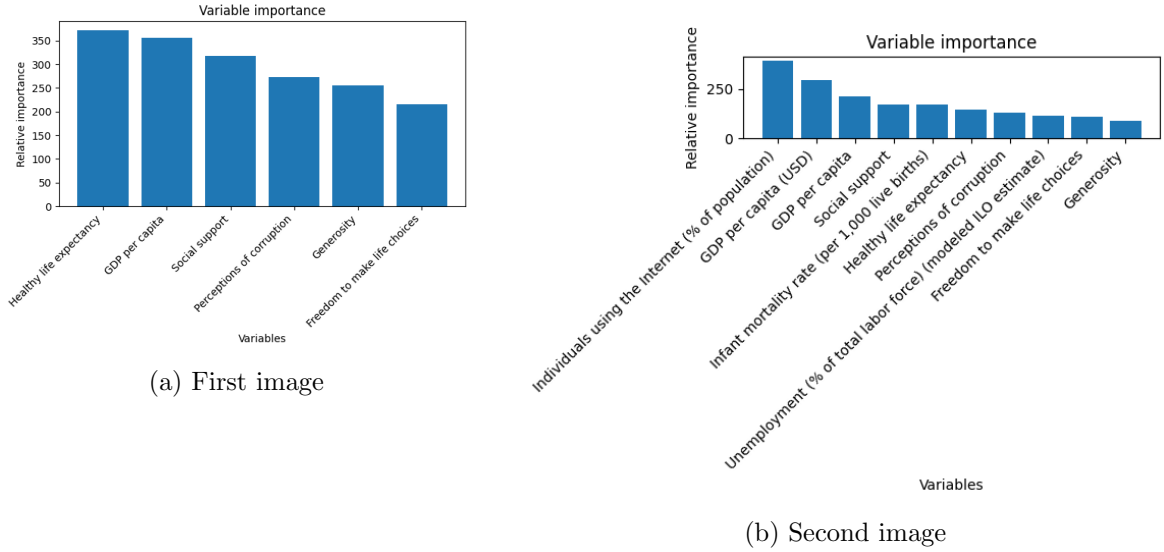 Variable importance
Relative importance
350
300
250
200
150
100
50
0
Healthy life expectancy
GDP per capita
Social support
Perceptions of corruption
Generosity
Freedom to make life choices
Variables
(a) First image
Variable importance
Relative importance
250
0
Individuals using the Internet (% of population)
GDP per capita (USD)
GDP per capita
Social support
Infant mortality rate (per 1,000 live births)
Healthy life expectancy
Perceptions of corruption
Unemployment (% of total labor force) (modeled ILO estimate)
Freedom to make life choices
Generosity
Variables
(b) Second image